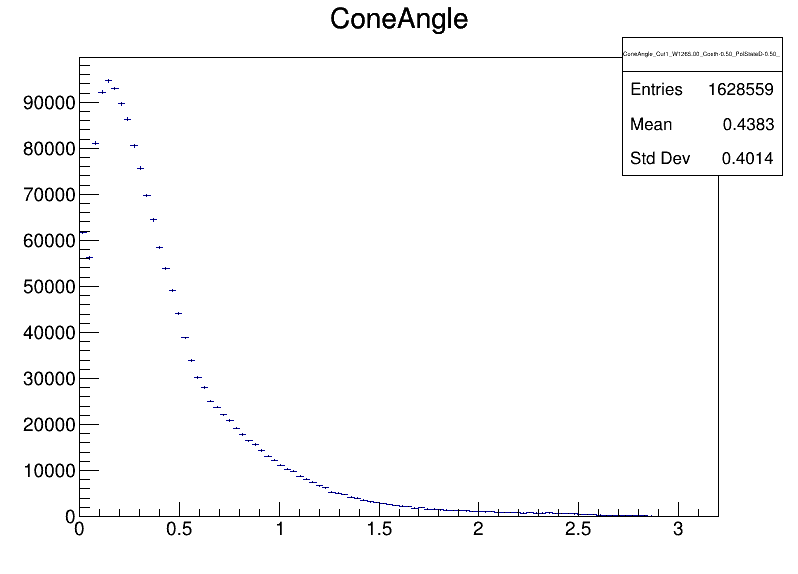 ConeAngle
ConeAngle_Cut1_W1265.00_Costh-0.50_PolStateD-0.50_
Entries 1628559
Mean 0.4383
Std Dev 0.4014
90000
80000
70000
60000
50000
40000
30000
20000
10000
0
0 0.5 1 1.5 2 2.5 3